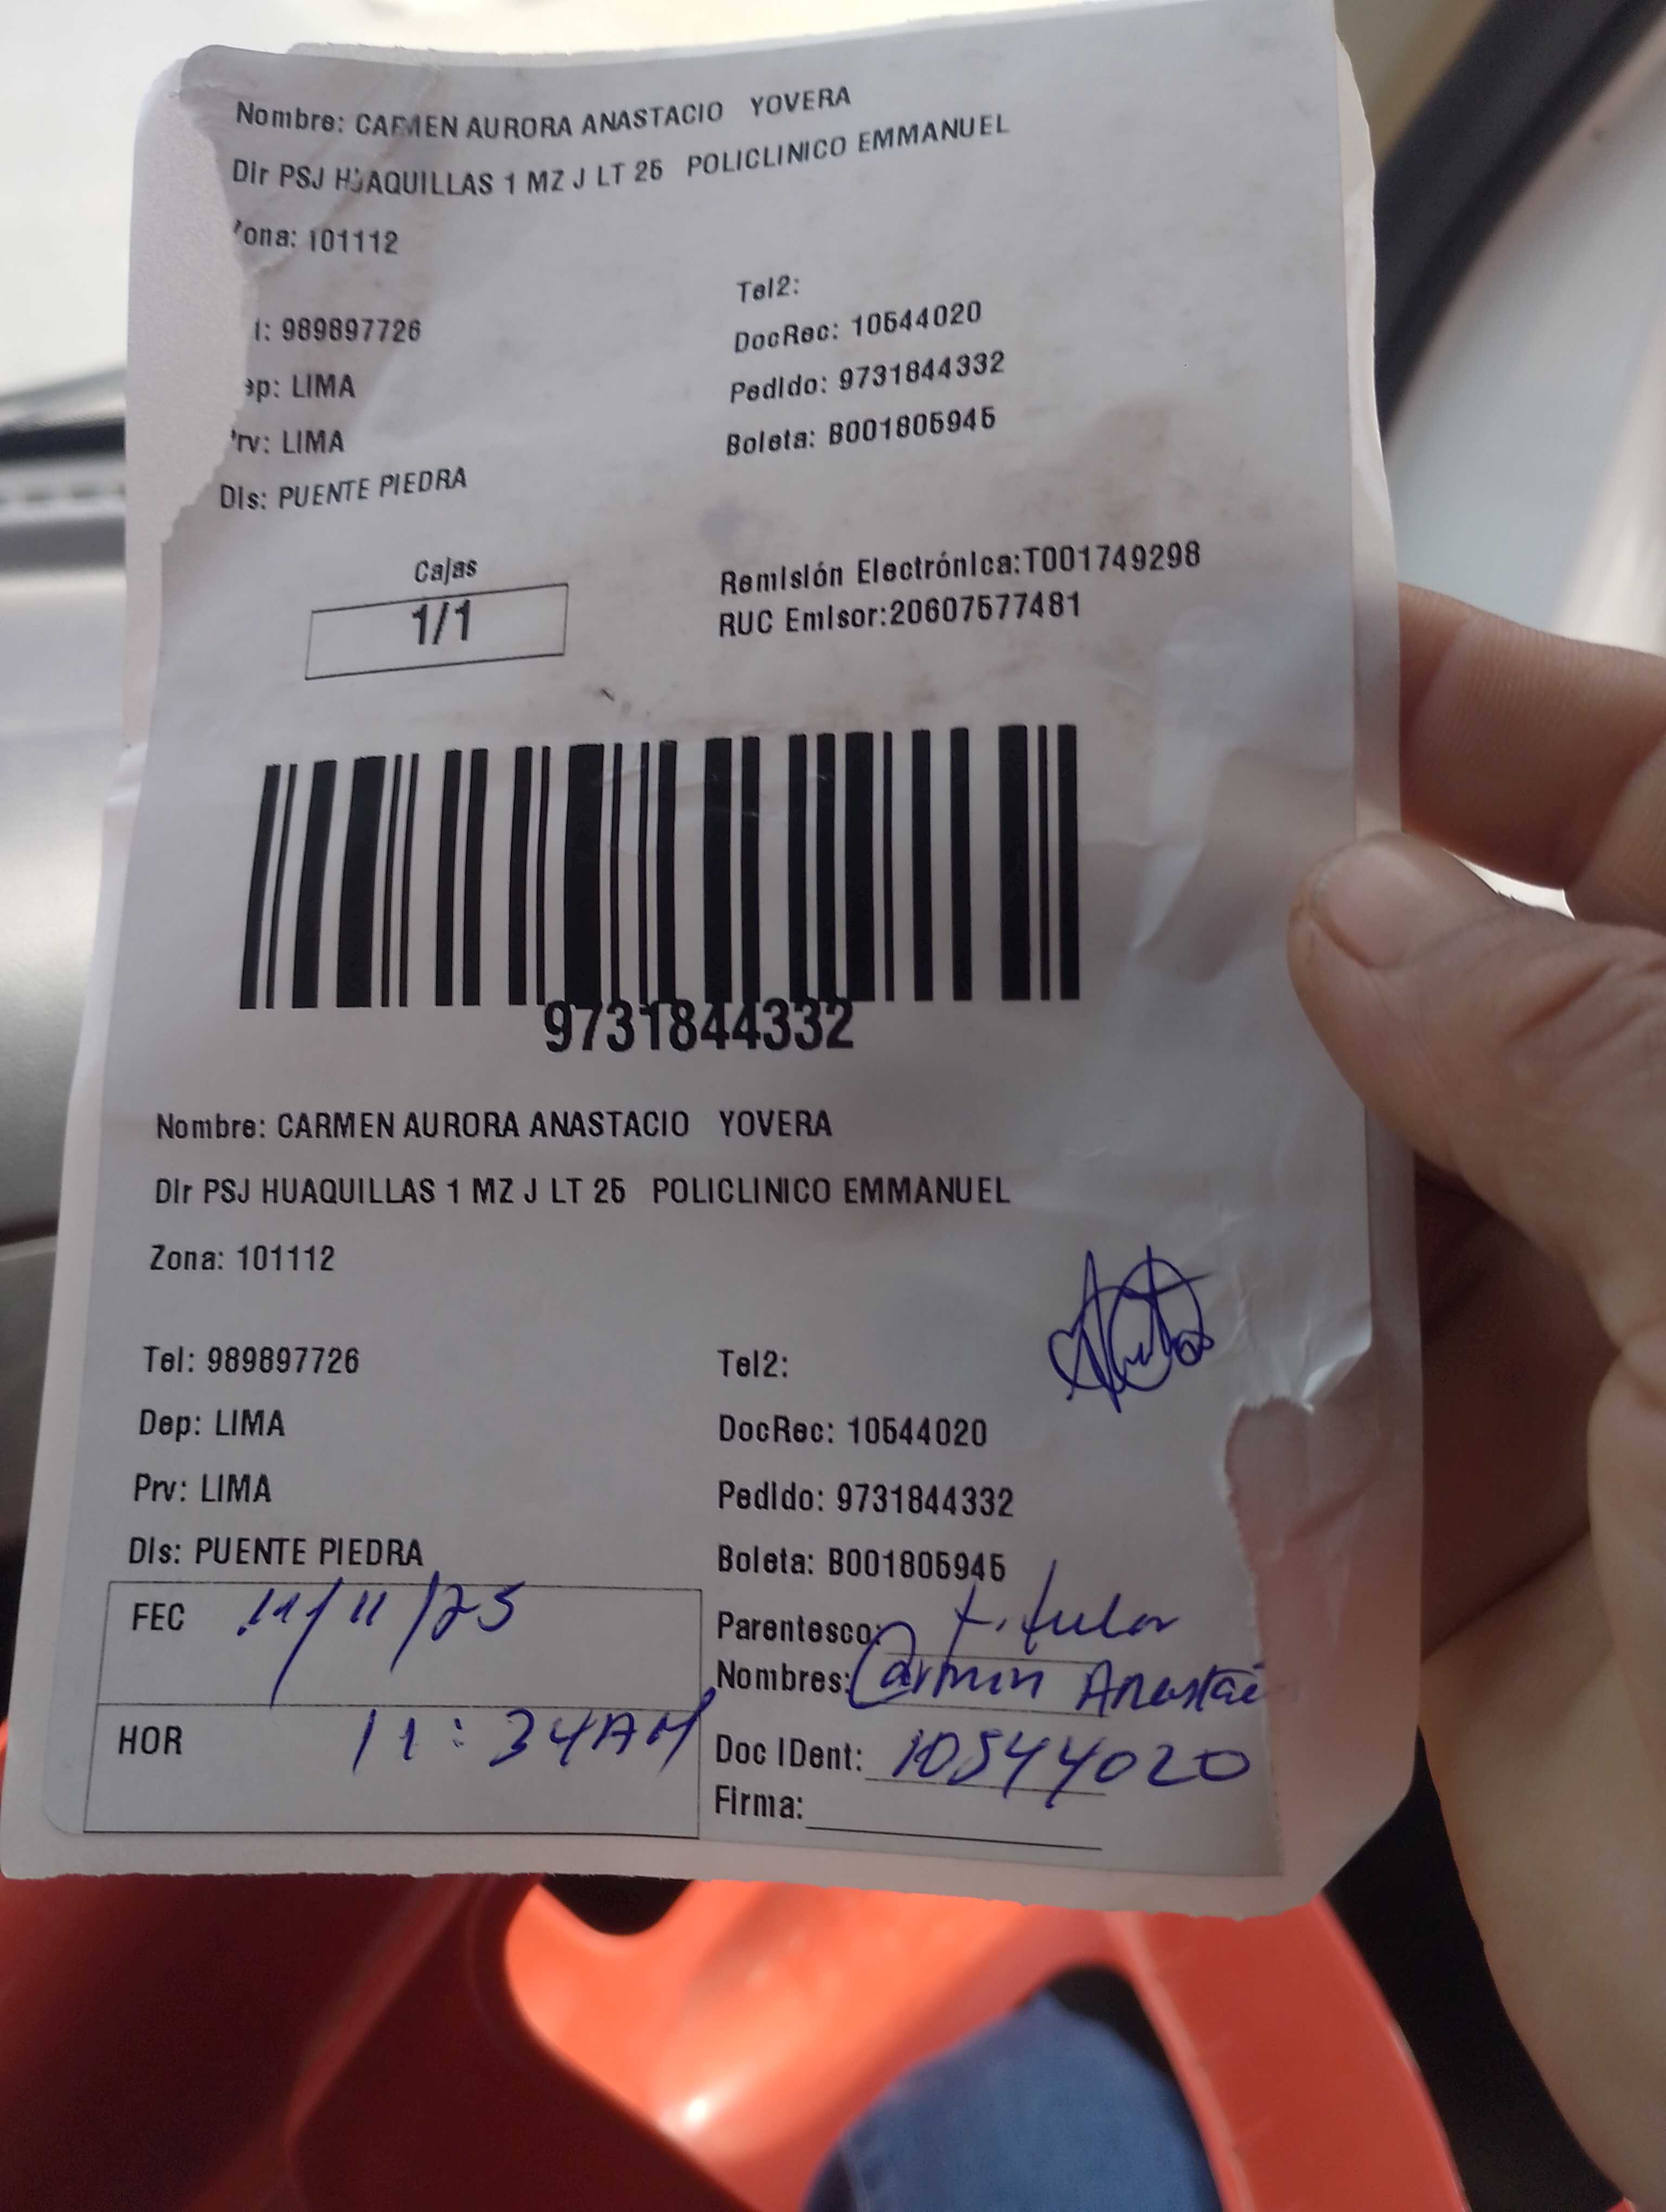 Nombre: CARMEN AURORA ANASTACIO YOVERA
Dir PSJ HUAQUILLAS 1 MZ J LT 25 POLICLINICO EMMANUEL
Zona: 101112
Tel2:
1: 989897726
DocRec: 10544020
ep: LIMA
Pedido: 9731844332
Prv: LIMA
Boleta: B001805945
Dis: PUENTE PIEDRA
Cajas
1/1
Remisión Electrónica:T001749298
RUC Emisor:20607577481
9731844332
Nombre: CARMEN AURORA ANASTACIO YOVERA
Dir PSJ HUAQUILLAS 1 MZ J LT 25 POLICLINICO EMMANUEL
Zona: 101112
Tel: 989897726 Tel2:
Dep: LIMA DocRec: 10544020
Prv: LIMA Pedido: 9731844332
Dis: PUENTE PIEDRA Boleta: B001805945
FEC 11/11/25
Parentesco: titular
Nombres: Carmen Anastaci
HOR 11:34AM
Doc IDent: 10544020
Firma: